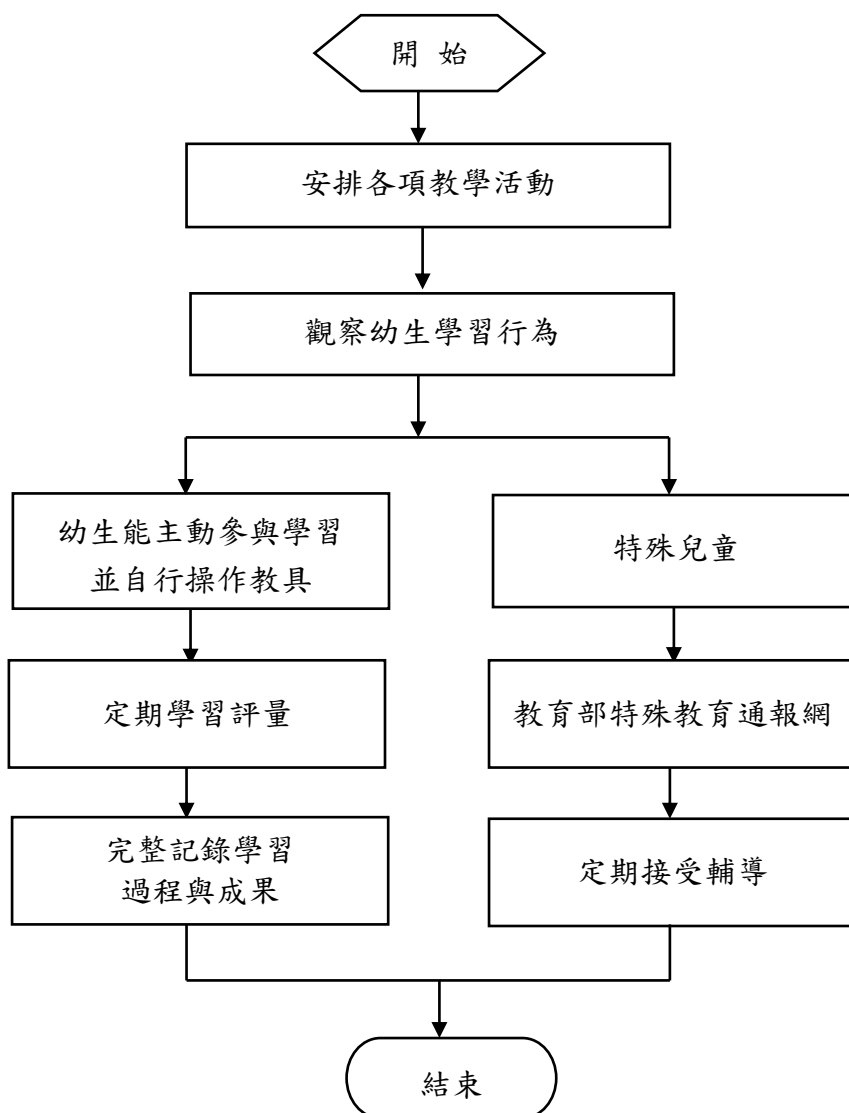 開 始
安排各項教學活動
觀察幼生學習行為
幼生能主動參與學習
並自行操作教具
特殊兒童
定期學習評量
教育部特殊教育通報網
完整記錄學習
過程與成果
定期接受輔導
結束